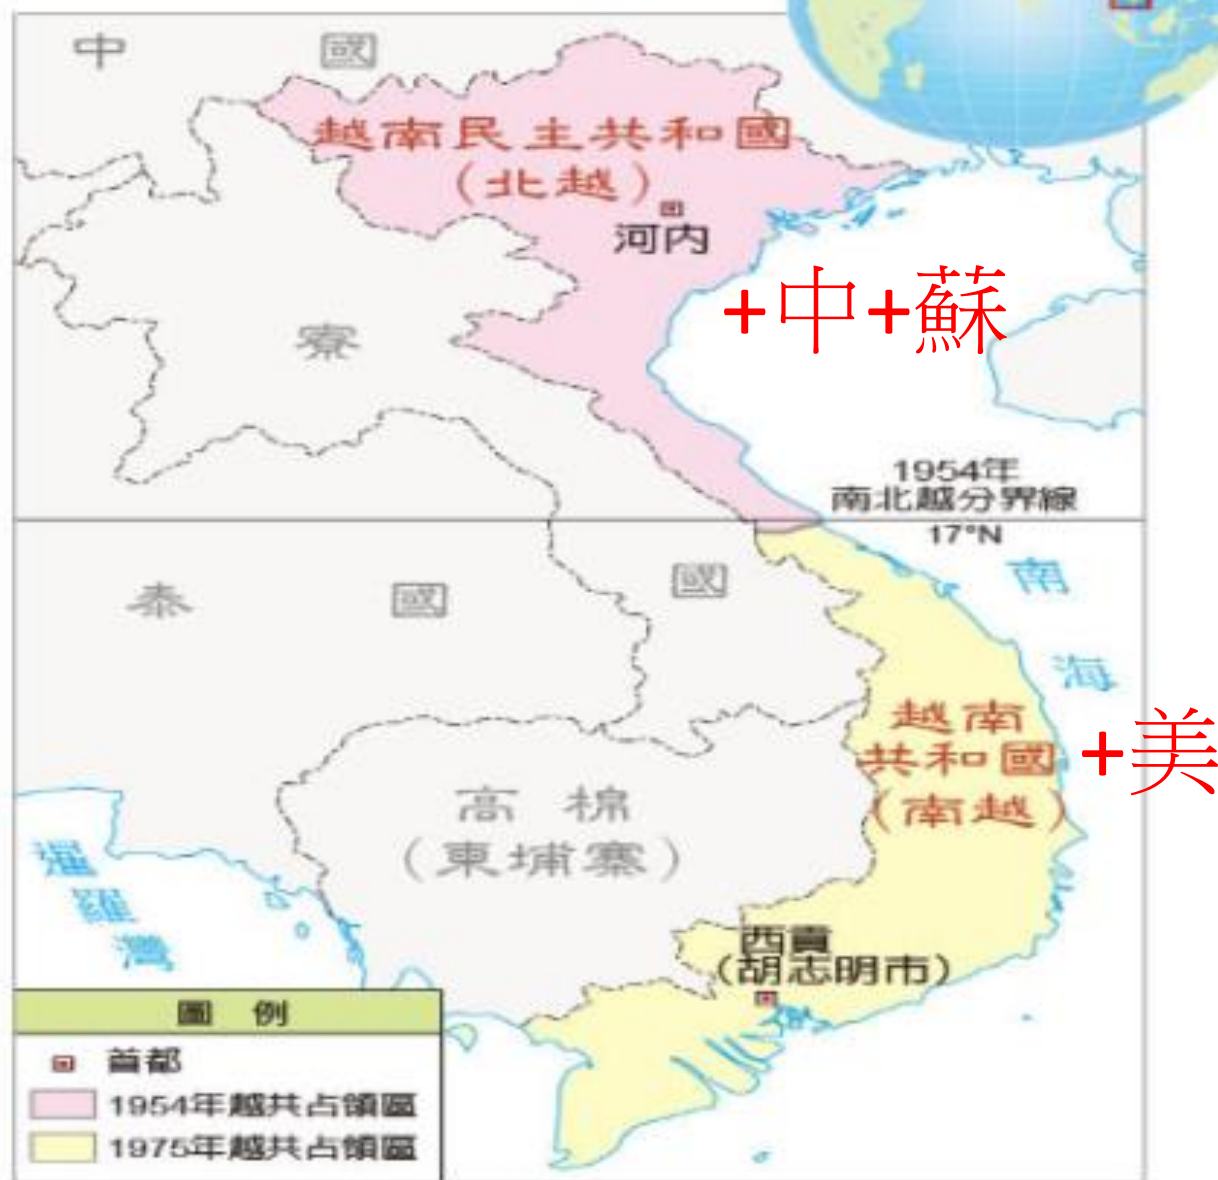 中國
越南民主共和國
(北越)
河內
+中+蘇
寮國
1954年
南北越分界線
17°N
泰國
南海
越南
共和國
(南越)
+美
高棉
(柬埔寨)
暹羅灣
西貢
(胡志明市)
圖例
首都
1954年越共占領區
1975年越共占領區